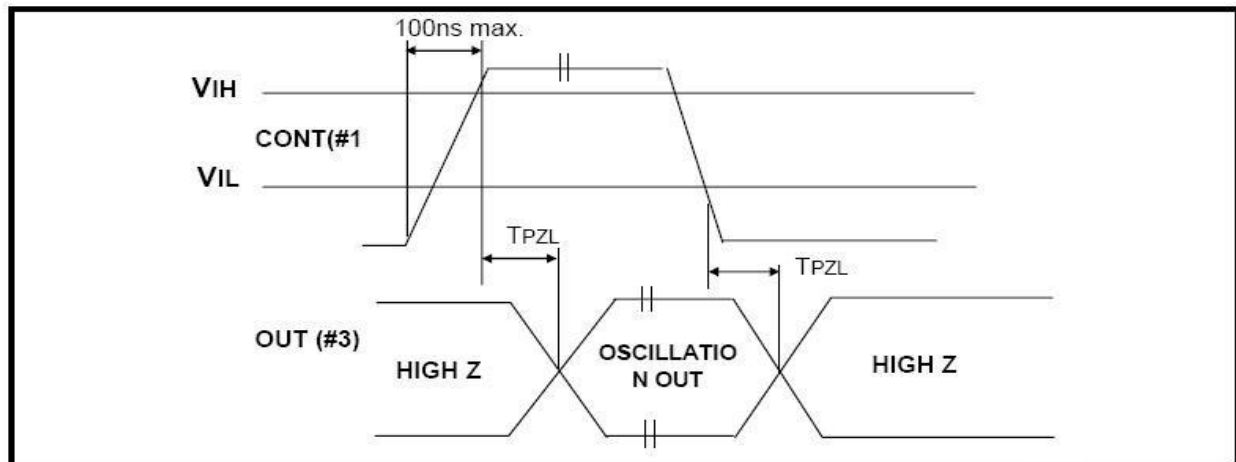 100ns max.
VIH
CONT(#1
VIL
TPZL
TPZL
OUT (#3)
HIGH Z
OSCILLATIO
N OUT
HIGH Z